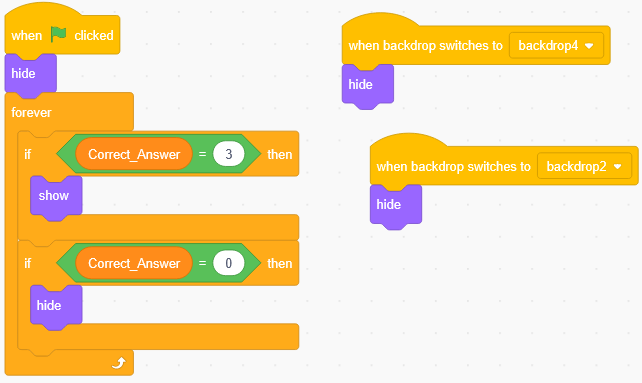 when clicked
hide
forever
if Correct_Answer = 3 then
show
if Correct_Answer = 0 then
hide
when backdrop switches to backdrop4
hide
when backdrop switches to backdrop2
hide